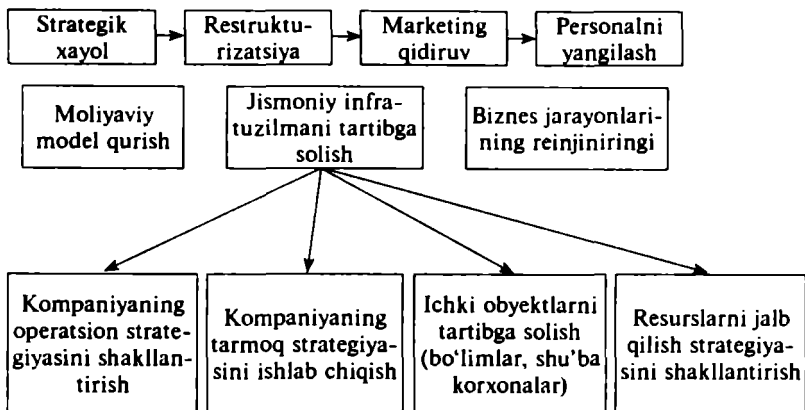 Strategik
xayol
Restruktu-
rizatsiya
Marketing
qidiruv
Personalni
yangilash
Moliyaviy
model qurish
Jismoniy infra-
tuzilmani tartibga
solish
Biznes jarayonlari-
ning reinjiniringi
Kompaniyaning
operatsion strate-
giyasini shakllan-
tirish
Kompaniyaning
tarmoq strategiya-
sini ishlab chiqish
Ichki obyektlarni
tartibga solish
(bo‘limlar, shu’ba
korxonalar)
Resurslarni jalb
qilish strategiya-
sini shakllantirish